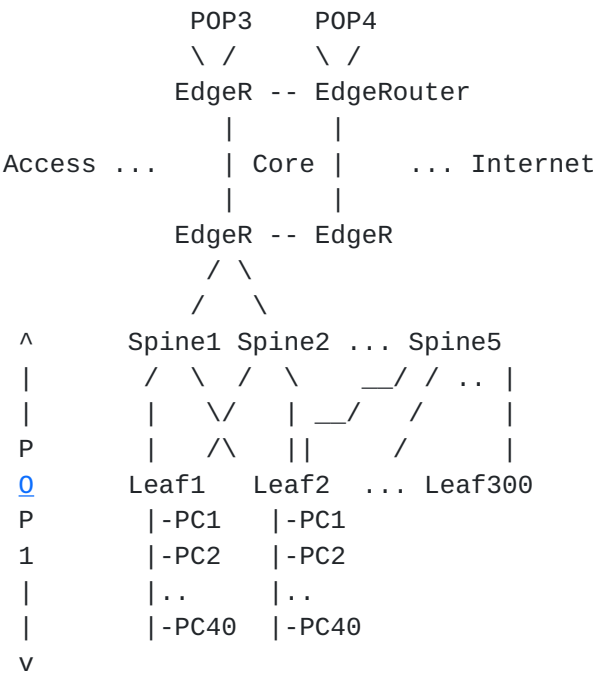 POP3    POP4
            \ /     \ /
           EdgeR -- EdgeRouter
              |      |
Access ...    | Core |    ... Internet
              |      |
           EdgeR -- EdgeR
             / \
            /   \
 ^      Spine1 Spine2 ... Spine5
 |       /  \  /  \    __/ / .. |
 |       |   \/   | __/   /     |
 P       |   /\   ||     /      |
 O      Leaf1   Leaf2  ... Leaf300
 P       |-PC1   |-PC1
 1       |-PC2   |-PC2
 |       |..     |..
 |       |-PC40  |-PC40
 v